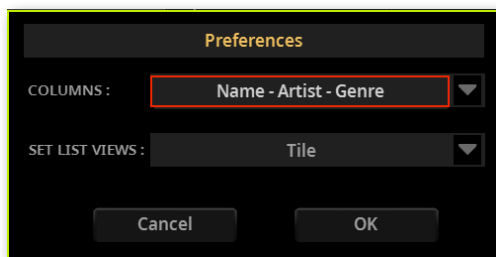 Preferences
COLUMNS : Name - Artist - Genre
SET LIST VIEWS : Tile
Cancel OK